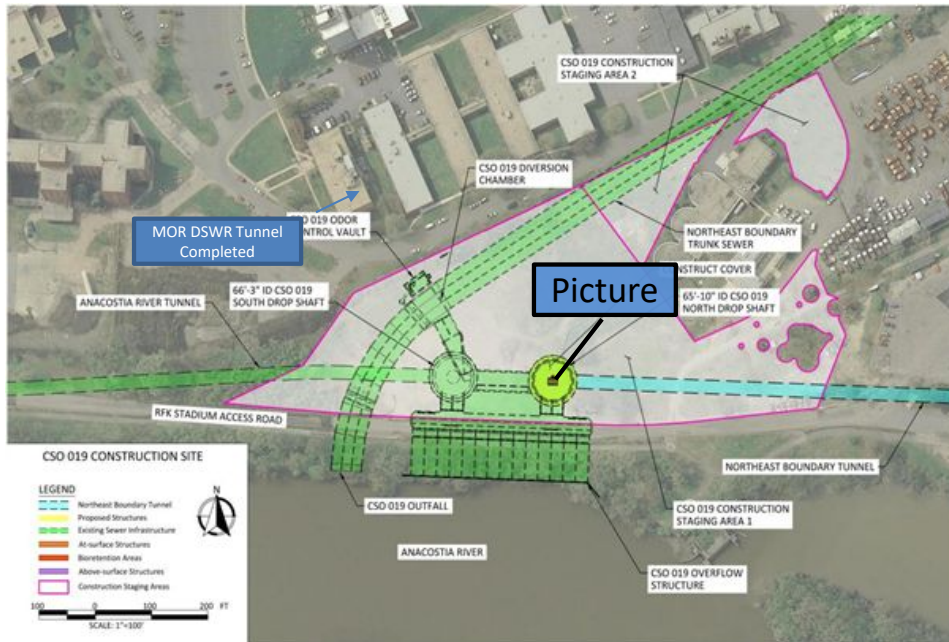 CSO 019 CONSTRUCTION
STAGING AREA 2
CSO 019 DIVERSION
CHAMBER
MOR DSWR Tunnel
Completed
O 019 ODOR
ONTROL VAULT
NORTHEAST BOUNDARY
TRUNK SEWER
ONSTRUCT COVER
Picture
66'-3" ID CSO 019
SOUTH DROP SHAFT
65'-10" ID CSO 019
NORTH DROP SHAFT
ANACOSTIA RIVER TUNNEL
RFK STADIUM ACCESS ROAD
NORTHEAST BOUNDARY TUNNEL
CSO 019 CONSTRUCTION
STAGING AREA 1
CSO 019 OUTFALL
ANACOSTIA RIVER
CSO 019 OVERFLOW
STRUCTURE
CSO 019 CONSTRUCTION SITE
LEGEND
N
Northeast Boundary Tunnel
Proposed Structures
Existing Sewer Infrastructure
At-surface Structures
Bioretention Areas
Above-surface Structures
Construction Staging Areas
100 0 100 200 FT
SCALE: 1"=100'